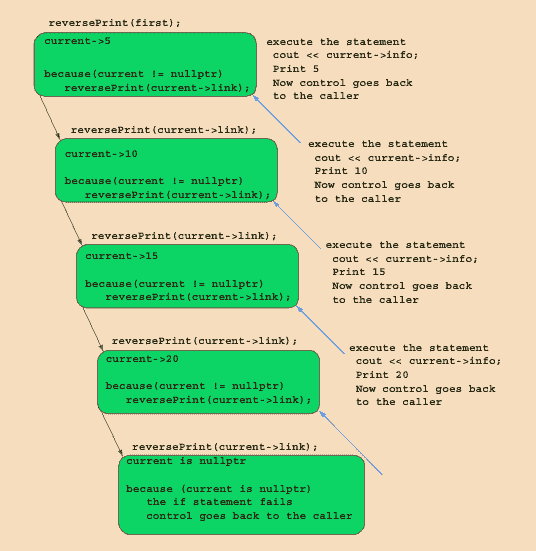 reversePrint(first);
current->5
because(current != nullptr)
reversePrint(current->link);
execute the statement
cout << current->info;
Print 5
Now control goes back
to the caller
reversePrint(current->link);
current->10
because(current != nullptr)
reversePrint(current->link);
execute the statement
cout << current->info;
Print 10
Now control goes back
to the caller
reversePrint(current->link);
current->15
because(current != nullptr)
reversePrint(current->link);
execute the statement
cout << current->info;
Print 15
Now control goes back
to the caller
reversePrint(current->link);
current->20
because(current != nullptr)
reversePrint(current->link);
execute the statement
cout << current->info;
Print 20
Now control goes back
to the caller
reversePrint(current->link);
current is nullptr
because (current is nullptr)
the if statement fails
control goes back to the caller